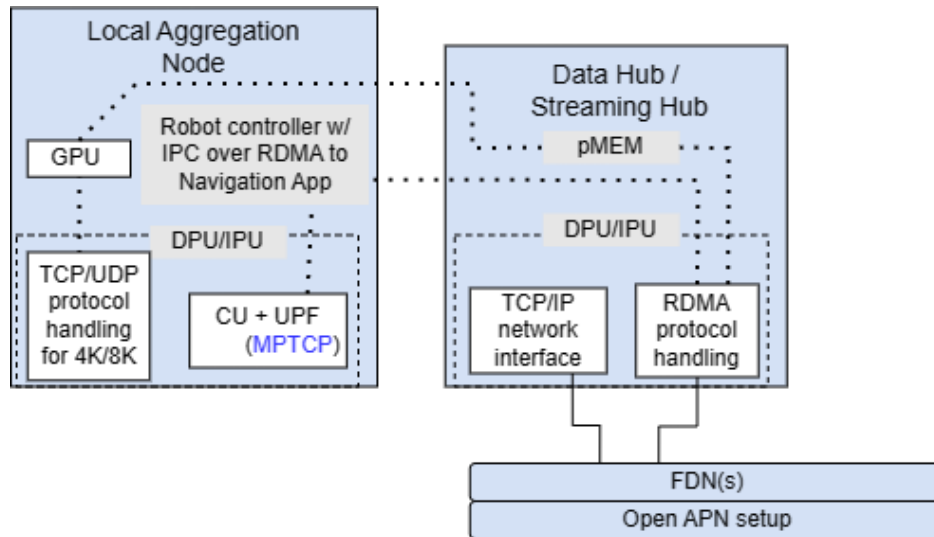 Local Aggregation
Node
GPU
Robot controller w/
IPC over RDMA to
Navigation App
DPU/IPU
TCP/UDP
protocol
handling
for 4K/8K
CU + UPF
(MPTCP)
Data Hub /
Streaming Hub
pMEM
DPU/IPU
TCP/IP
network
interface
RDMA
protocol
handling
FDN(s)
Open APN setup